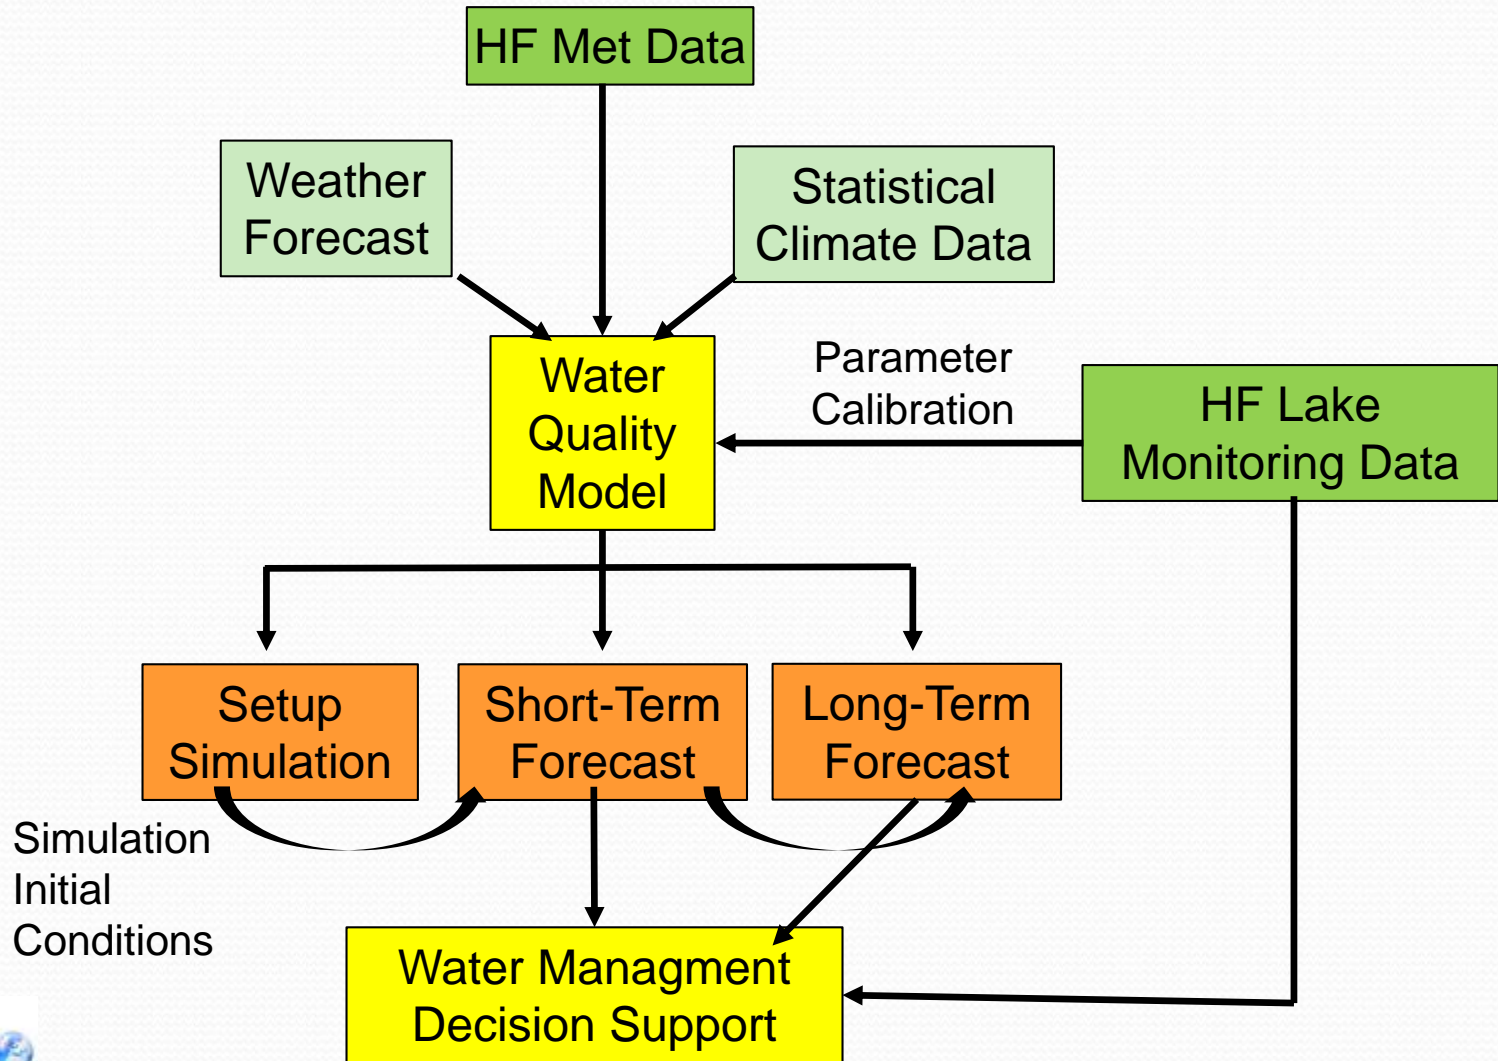 HF Met Data
Weather
Forecast
Statistical
Climate Data
Water
Quality
Model
Parameter
Calibration
HF Lake
Monitoring Data
Setup
Simulation
Short-Term
Forecast
Long-Term
Forecast
Simulation
Initial
Conditions
Water Managment
Decision Support